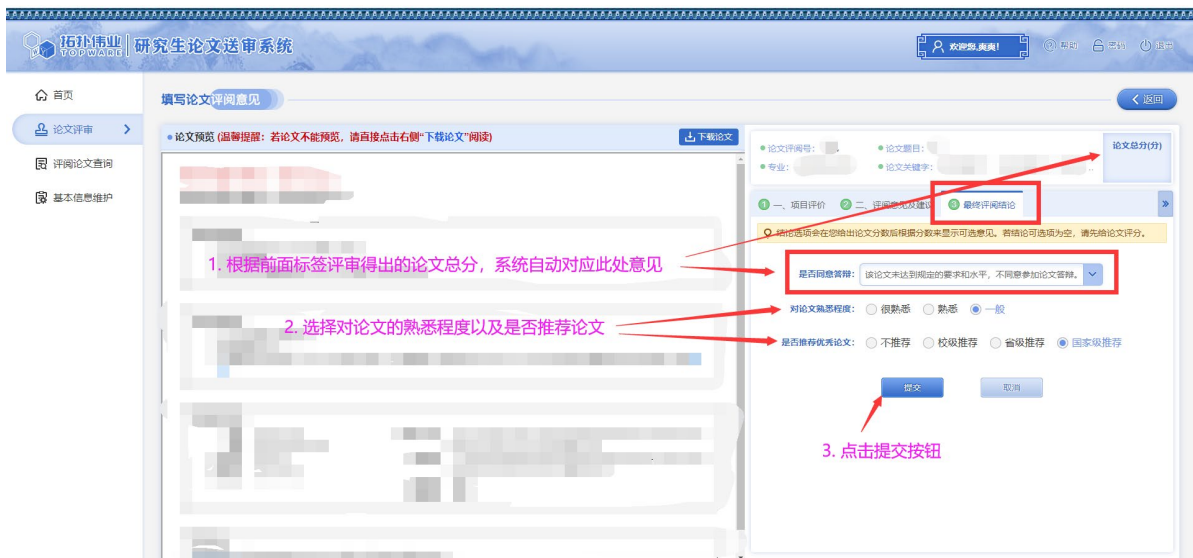 拓扑伟业
TOPWARE
研究生论文送审系统
欢迎您,爽爽!
帮助
密码
退出
首页
论文评审
评阅论文查询
基本信息维护
填写论文评阅意见
返回
论文预览 (温馨提醒：若论文不能预览，请直接点击右侧“下载论文”阅读)
下载论文
论文评阅号：
论文题目：
论文总分(分)
专业：
论文关键字：
1 一、项目评价
2 二、评阅意见及建议
3 最终评阅结论
结论选项会在您给出论文分数后根据分数来显示可选意见。若结论可选项为空，请先给论文评分。
1. 根据前面标签评审得出的论文总分，系统自动对应此处意见
是否同意答辩： 该论文未达到规定的要求和水平，不同意参加论文答辩。
2. 选择对论文的熟悉程度以及是否推荐论文
对论文熟悉程度： 很熟悉 熟悉 一般
是否推荐优秀论文： 不推荐 校级推荐 省级推荐 国家级推荐
提交
取消
3. 点击提交按钮